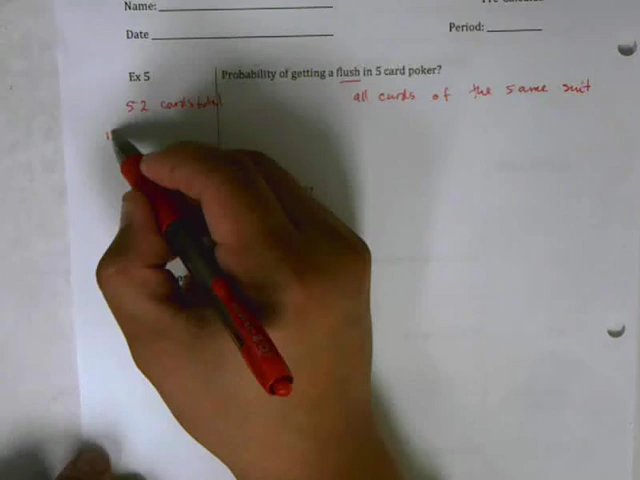 Name:
Date
Period:
Ex 5
Probability of getting a flush in 5 card poker?
52 cards total
all cards of the same suit